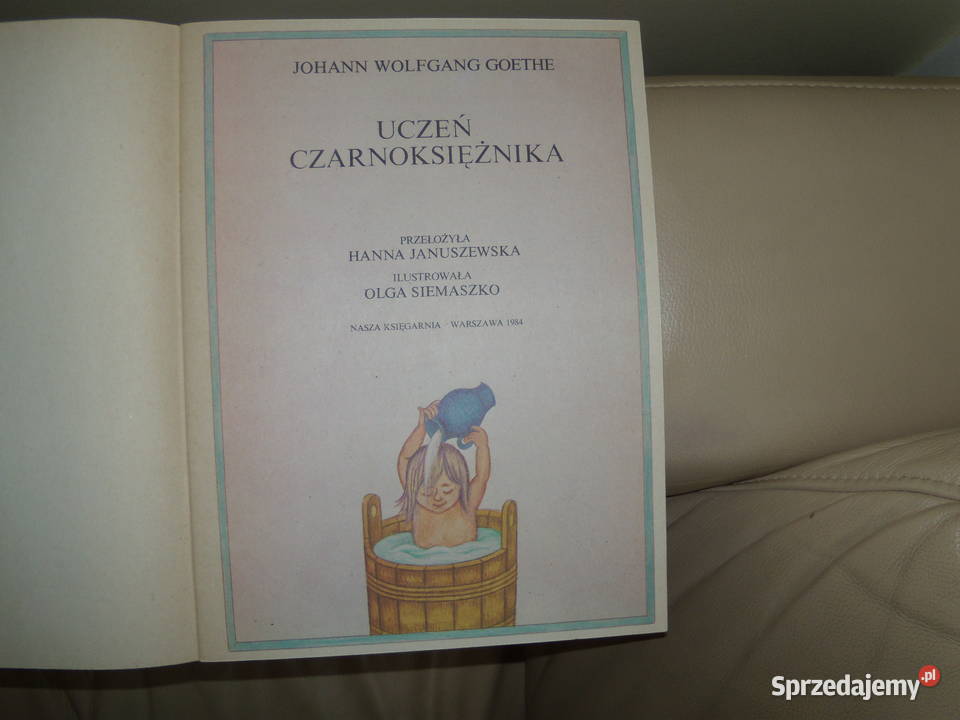 JOHANN WOLFGANG GOETHE
UCZEŃ
CZARNOKSIĘŻNIKA
PRZEŁOŻYŁA
HANNA JANUSZEWSKA
ILUSTROWAŁA
OLGA SIEMASZKO
NASZA KSIĘGARNIA WARSZAWA 1984
Sprzedajemy.pl